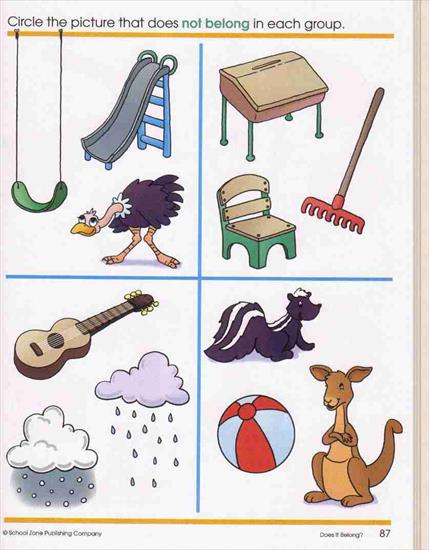 Circle the picture that does not belong in each group.
© School Zone Publishing Company
Does It Belong? 87